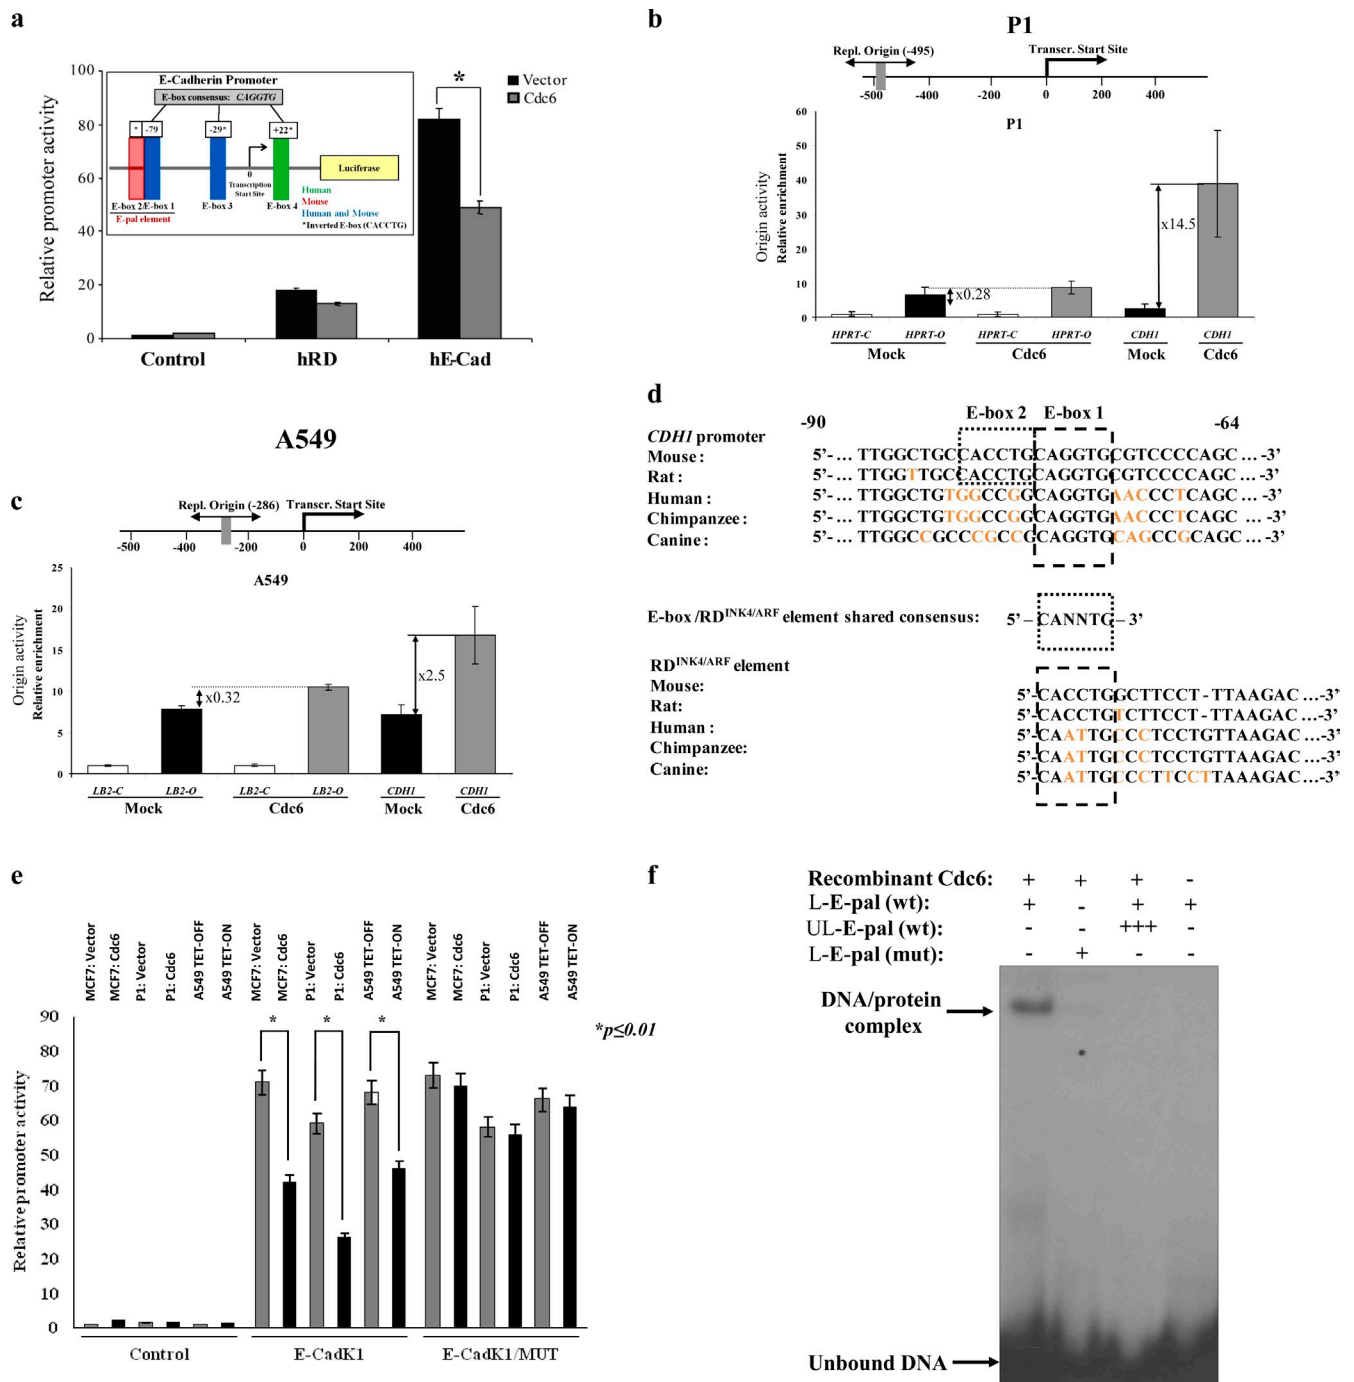 a
100
80
60
40
20
0
Relative promoter activity
E-Cadherin Promoter
E-box consensus: CAGGTG
* -79 -29* +22*
0
Transcription
Start Site
Luciferase
E-box 2/E-box 1 E-box 3 E-box 4
E-pal element
Human
Mouse
Human and Mouse
*Inverted E-box (CACCTG)
*
Vector
Cdc6
Control hRD hE-Cad
b
P1
Repl. Origin (-495) Transcr. Start Site
-500 -400 -200 0 200 400
P1
60
50
40
30
20
10
0
Origin activity
Relative enrichment
x0.28
x14.5
HPRT-C HPRT-O HPRT-C HPRT-O CDH1 CDH1
Mock Cdc6 Mock Cdc6
A549
c
Repl. Origin (-286) Transcr. Start Site
-500 -400 -200 0 200 400
A549
25
20
15
10
5
0
Origin activity
Relative enrichment
x0.32
x2.5
LB2-C LB2-O LB2-C LB2-O CDH1 CDH1
Mock Cdc6 Mock Cdc6
d
E-box 2 E-box 1
-90 -64
CDH1 promoter
Mouse : 5'- ... TTGGCTGCCACCTGCAGGTGCGTCCCCAGC ... -3'
Rat : 5'- ... TTGGTTGCCACCTGCAGGTGCGTCCCCAGC ... -3'
Human : 5'- ... TTGGCTGTGGCCGGCAGGTGAACCCTCAGC ... -3'
Chimpanzee : 5'- ... TTGGCTGTGGCCGGCAGGTGAACCCTCAGC ... -3'
Canine : 5'- ... TTGGCCGCCCGCCGCAGGTGCAGCCGCAGC ... -3'
E-box /RDINK4/ARF element shared consensus: 5' – CANNTG – 3'
RDINK4/ARF element
Mouse: 5'-CACCTGGCTTCCT - TTAAGAC ...-3'
Rat: 5'-CACCTGTCTTCCT - TTAAGAC ...-3'
Human : 5'-CAATTGCCCTCCTGTTAAGAC ...-3'
Chimpanzee: 5'-CAATTGCCCTCCTGTTAAGAC ...-3'
Canine: 5'-CAATTGCCCTTCCTTAAAGAC ...-3'
e
MCF7: Vector
MCF7: Cdc6
P1: Vector
P1: Cdc6
A549 TET-OFF
A549 TET-ON
MCF7: Vector
MCF7: Cdc6
P1: Vector
P1: Cdc6
A549 TET-OFF
A549 TET-ON
MCF7: Vector
MCF7: Cdc6
P1: Vector
P1: Cdc6
A549 TET-OFF
A549 TET-ON
90
80
70
60
50
40
30
20
10
0
Relative promoter activity
* * *
*p≤0.01
Control E-CadK1 E-CadK1/MUT
f
Recombinant Cdc6: + + + -
L-E-pal (wt): + - + +
UL-E-pal (wt): - - +++ -
L-E-pal (mut): - + - -
DNA/protein
complex
Unbound DNA